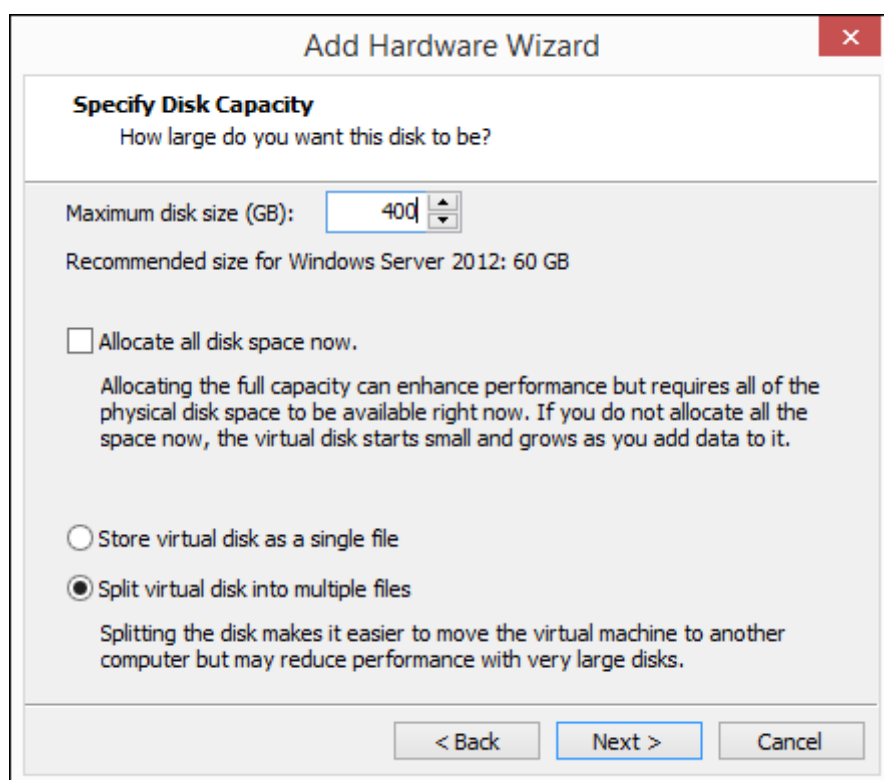 Add Hardware Wizard
Specify Disk Capacity
How large do you want this disk to be?
Maximum disk size (GB): 400
Recommended size for Windows Server 2012: 60 GB
Allocate all disk space now.
Allocating the full capacity can enhance performance but requires all of the
physical disk space to be available right now. If you do not allocate all the
space now, the virtual disk starts small and grows as you add data to it.
Store virtual disk as a single file
Split virtual disk into multiple files
Splitting the disk makes it easier to move the virtual machine to another
computer but may reduce performance with very large disks.
< Back Next > Cancel